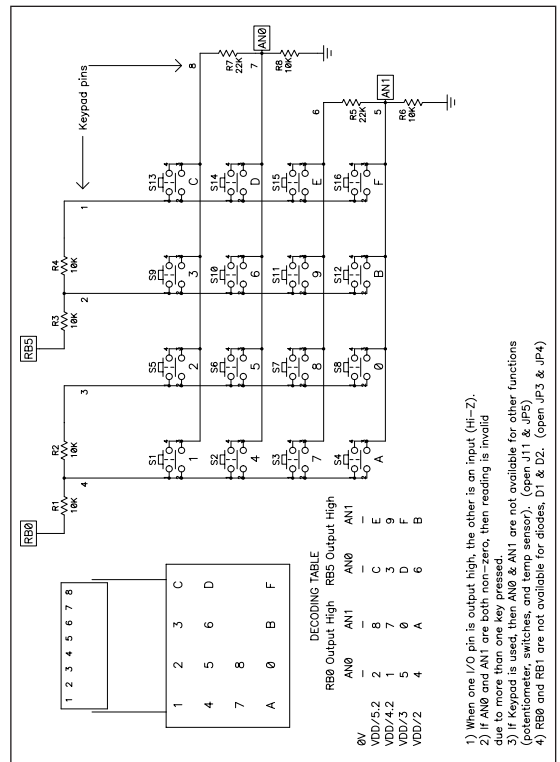 1 2 3 4 5 6 7 8
1 2 3 C
4 5 6 D
7 8
A 0 B F
RB0
R1
10K
R2
10K
RB5
R3
10K
R4
10K
Keypad pins
4 3 2 1
S1 S5 S9 S13
1 2 3 C
8
R7
22K
S2 S6 S10 S14
4 5 6 D
7
AN0
R8
10K
S3 S7 S11 S15
7 8 9 E
6
R5
22K
S4 S8 S12 S16
A 0 B F
5
AN1
R6
10K
DECODING TABLE
RB0 Output High RB5 Output High
AN0 AN1 AN0 AN1
0V – – – –
VDD/5.2 2 8 C E
VDD/4.2 1 7 3 9
VDD/3 5 0 D F
VDD/2 4 A 6 B
1) When one I/O pin is output high, the other is an input (Hi–Z).
2) If AN0 and AN1 are both non–zero, then reading is invalid
due to more than one key pressed.
3) If Keypad is used, then AN0 & AN1 are not available for other functions
(potentiometer, switches, and temp sensor). (open J11 & JP5)
4) RB0 and RB1 are not available for diodes, D1 & D2. (open JP3 & JP4)